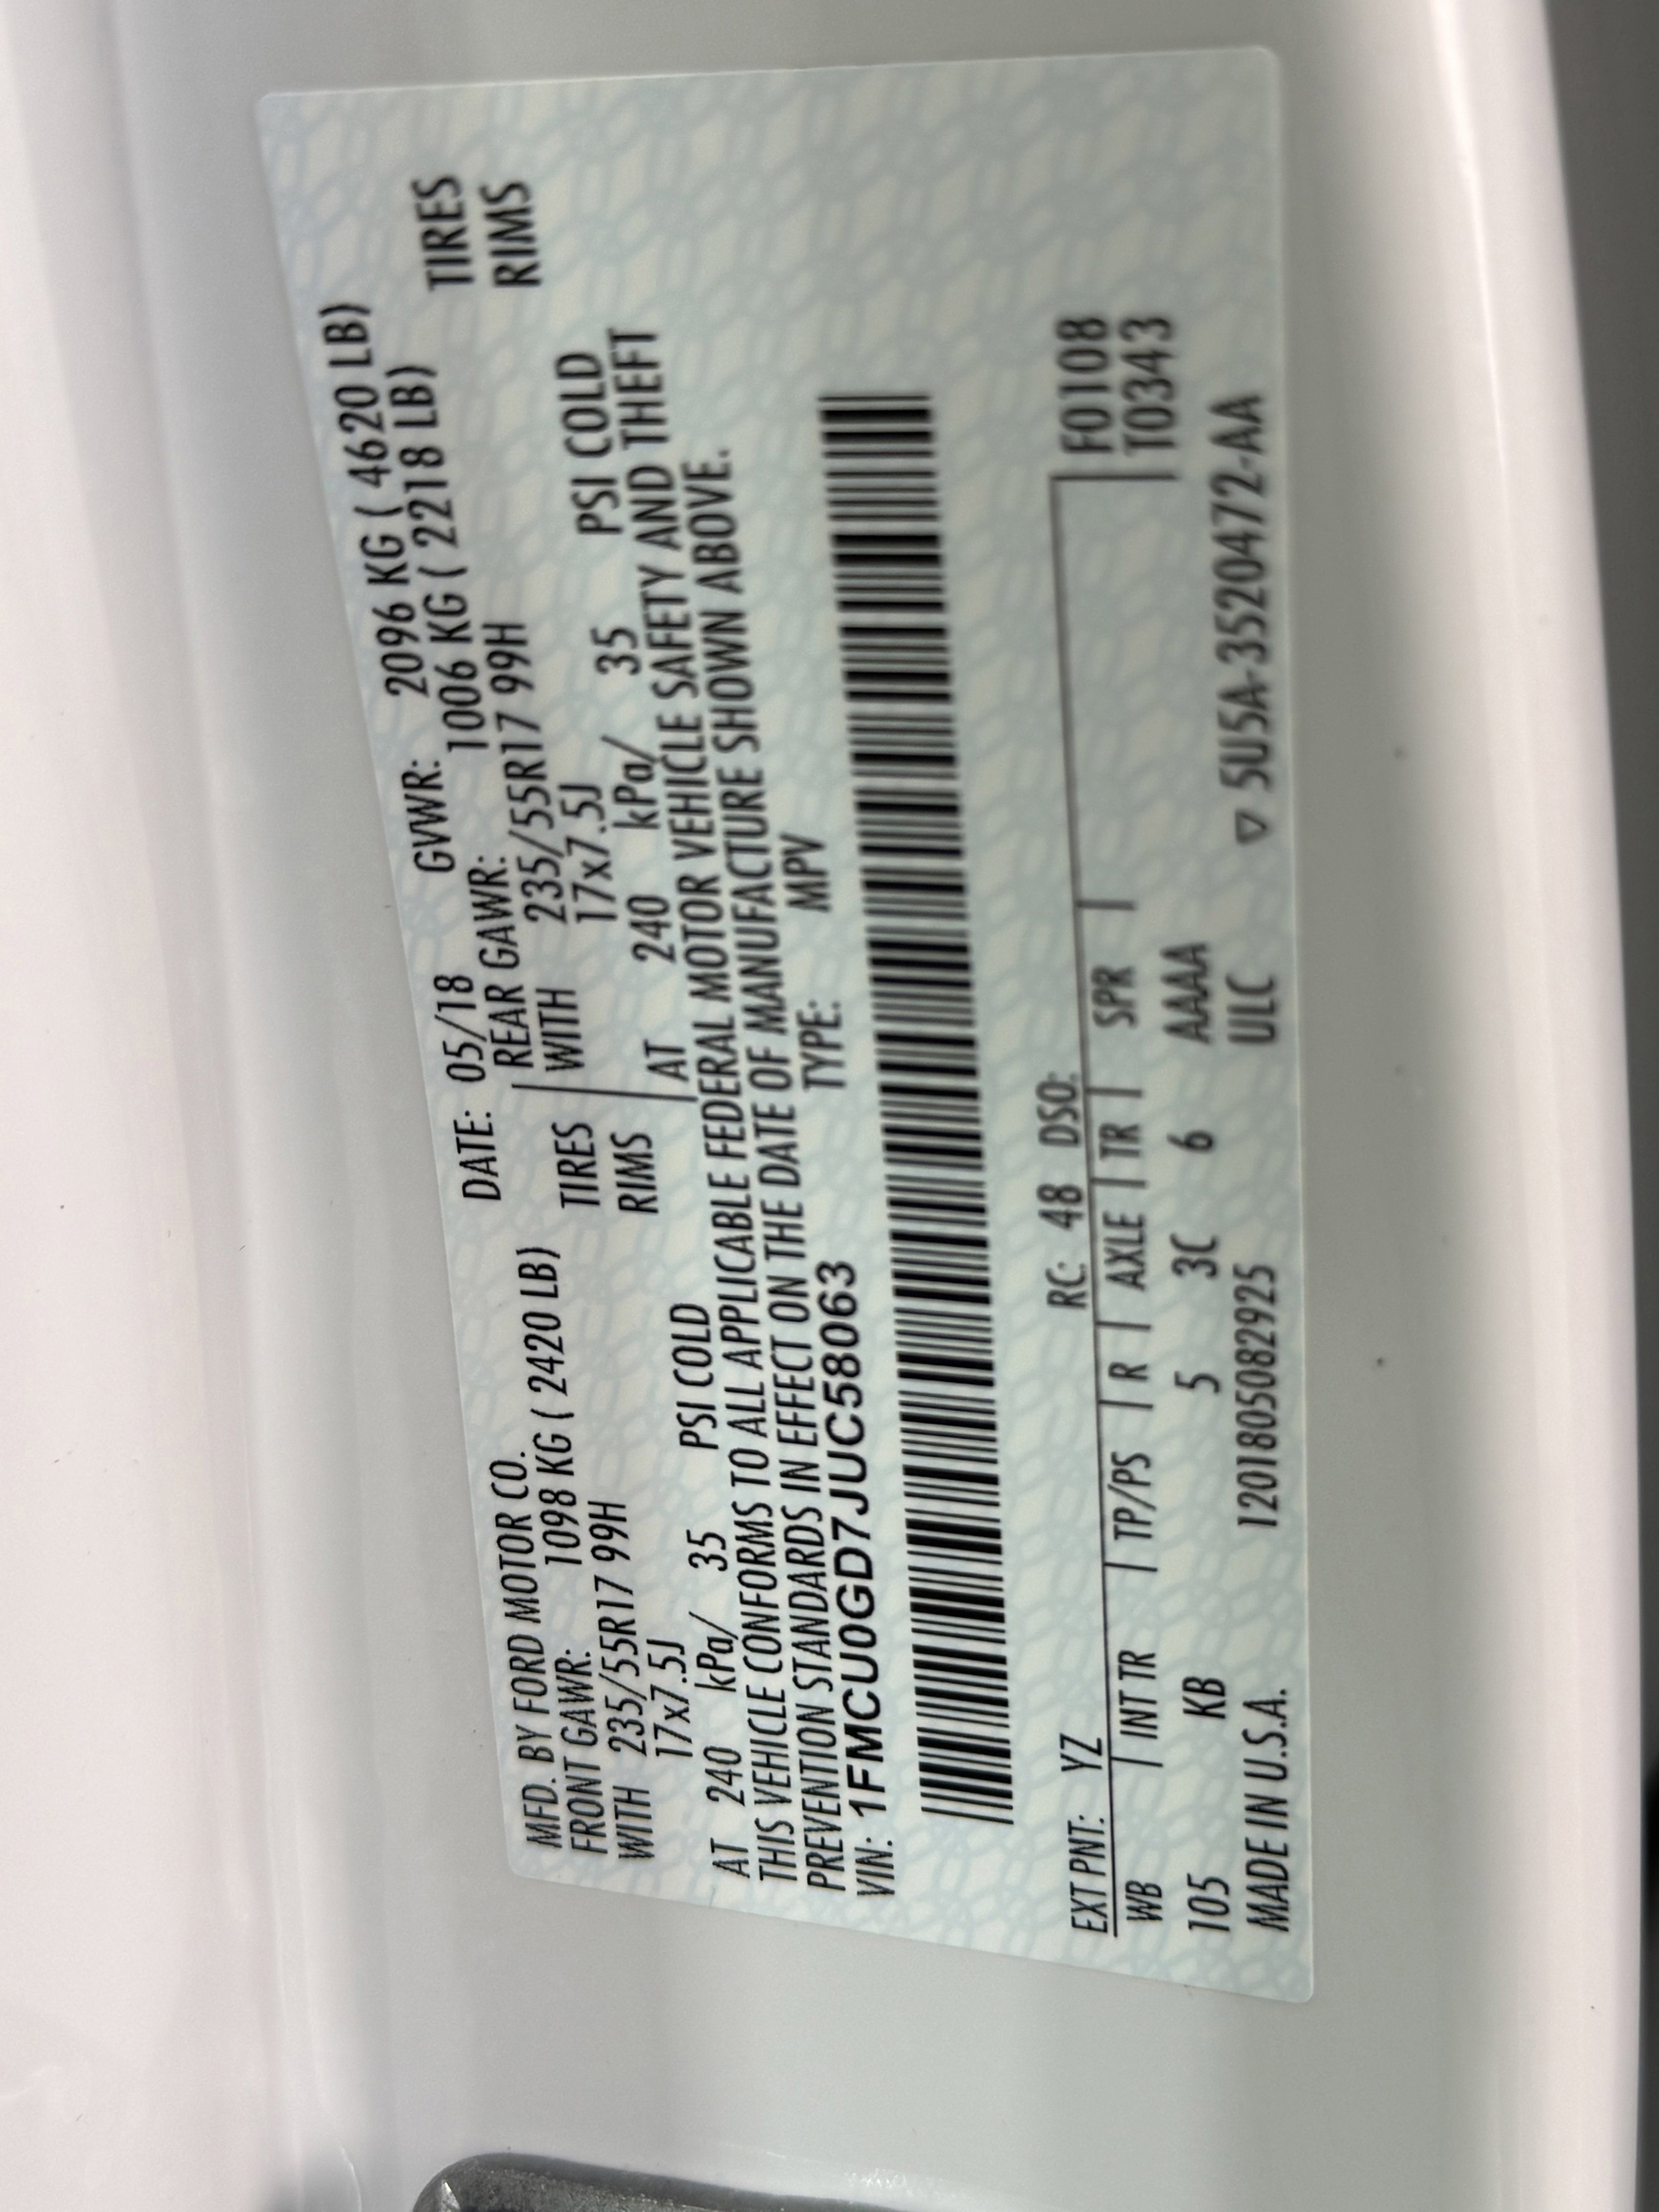 MFD. BY FORD MOTOR CO. DATE: 05/18 GVWR: 2096 KG ( 4620 LB)
FRONT GAWR: 1098 KG ( 2420 LB) REAR GAWR: 1006 KG ( 2218 LB)
WITH 235/55R17 99H TIRES WITH 235/55R17 99H TIRES
17x7.5J RIMS 17x7.5J RIMS
AT 240 kPa/ 35 PSI COLD AT 240 kPa/ 35 PSI COLD
THIS VEHICLE CONFORMS TO ALL APPLICABLE FEDERAL MOTOR VEHICLE SAFETY AND THEFT
PREVENTION STANDARDS IN EFFECT ON THE DATE OF MANUFACTURE SHOWN ABOVE.
VIN: 1FMCU0GD7JUC58063 TYPE: MPV
EXT PNT: YZ RC: 48 DSO: F0108
WB | INT TR | TP/PS | R | AXLE | TR | SPR | T0343
105 KB 5 3C 6 AAAA
MADE IN U.S.A. 120180508292​5 ULC ▽ 5U5A-3520472-AA